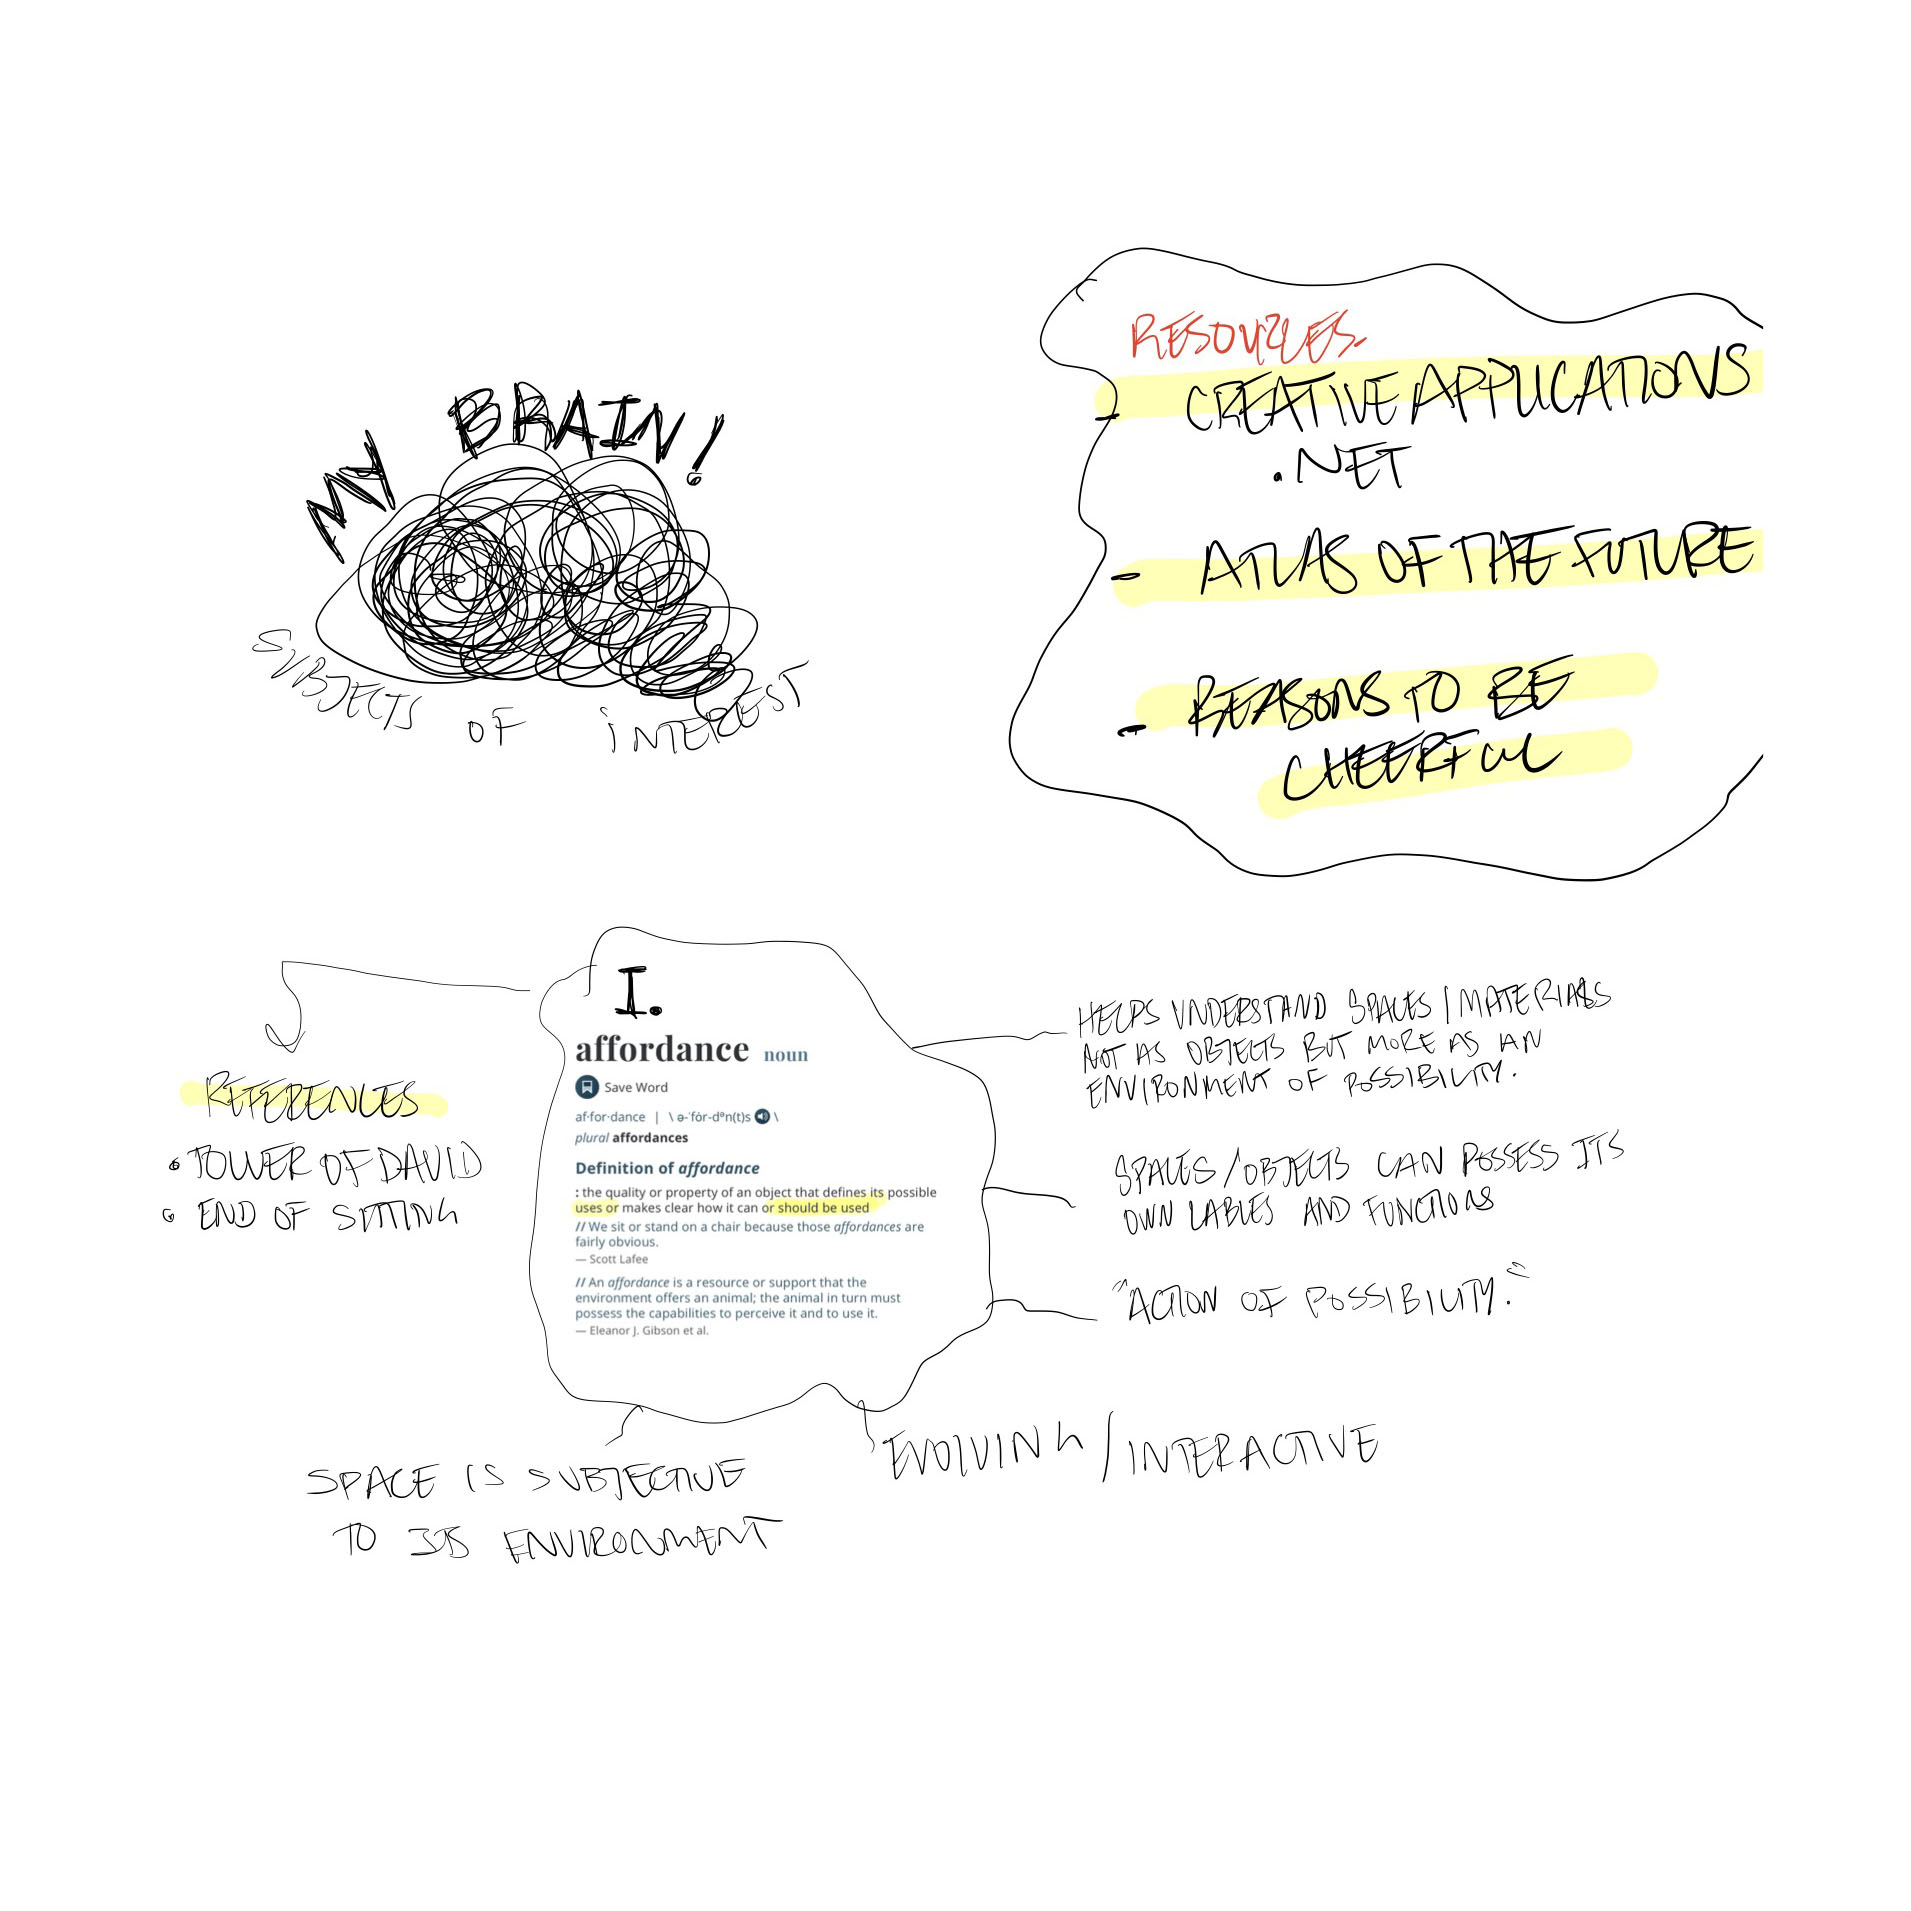 MY BRAIN!
SUBJECTS OF INTEREST
RESOURCES.
- CREATIVEAPPLICATIONS
.NET
- ATLAS OF THE FUTURE
- REASONS TO BE
CHEERFUL
I.
affordance noun
Save Word
af·for·dance | \ ə-ˈfȯr-dᵊn(t)s \
plural affordances
Definition of affordance
: the quality or property of an object that defines its possible
uses or makes clear how it can or should be used
// We sit or stand on a chair because those affordances are
fairly obvious.
— Scott Lafee
// An affordance is a resource or support that the
environment offers an animal; the animal in turn must
possess the capabilities to perceive it and to use it.
— Eleanor J. Gibson et al.
REFERENCES
• TOWER OF DAVID
• END OF SITTING
HELPS UNDERSTAND SPACES / MATERIALS
NOT AS OBJECTS BUT MORE AS AN
ENVIRONMENT OF POSSIBILITY.
SPACES/OBJECTS CAN POSSESS ITS
OWN LABLES AND FUNCTIONS
"ACTION OF POSSIBILITY."
EVOLVING / INTERACTIVE
SPACE IS SUBJECTIVE
TO ITS ENVIRONMENT